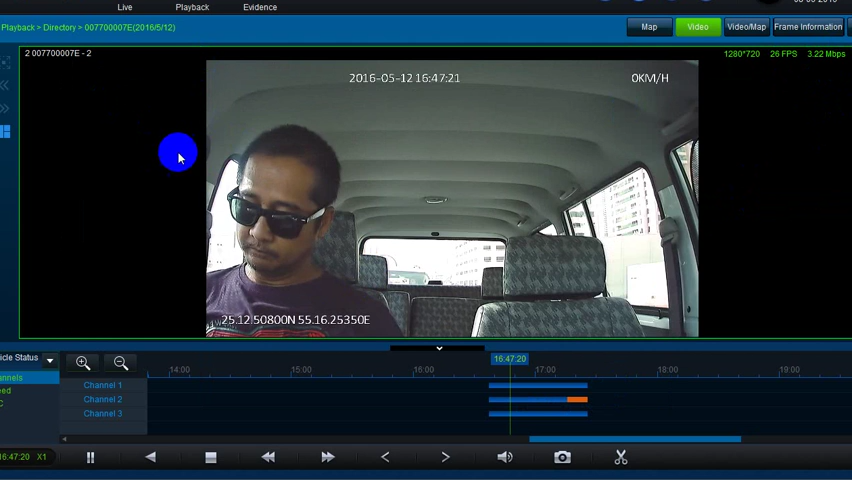 Live Playback Evidence
Playback > Directory > 007700007E(2016/5/12) Map Video Video/Map Frame Information
2 007700007E - 2 1280*720 26 FPS 3.22 Mbps
2016-05-12 16:47:21 0KM/H
25.12.50800N 55.16.25350E
Status 16:47:20
14:00 15:00 16:00 17:00 18:00 19:00
Channel 1
Channel 2
Channel 3
16:47:20 X1